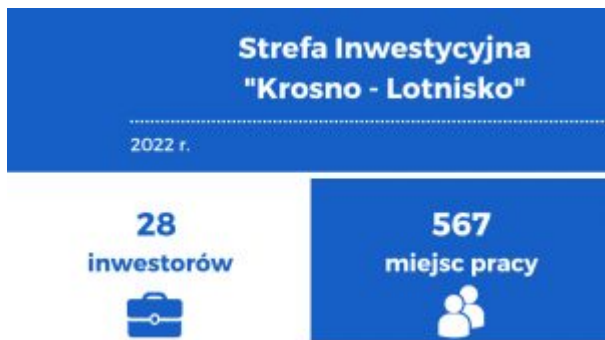 Strefa Inwestycyjna
"Krosno - Lotnisko"
2022 r.
28
inwestorów
567
miejsc pracy